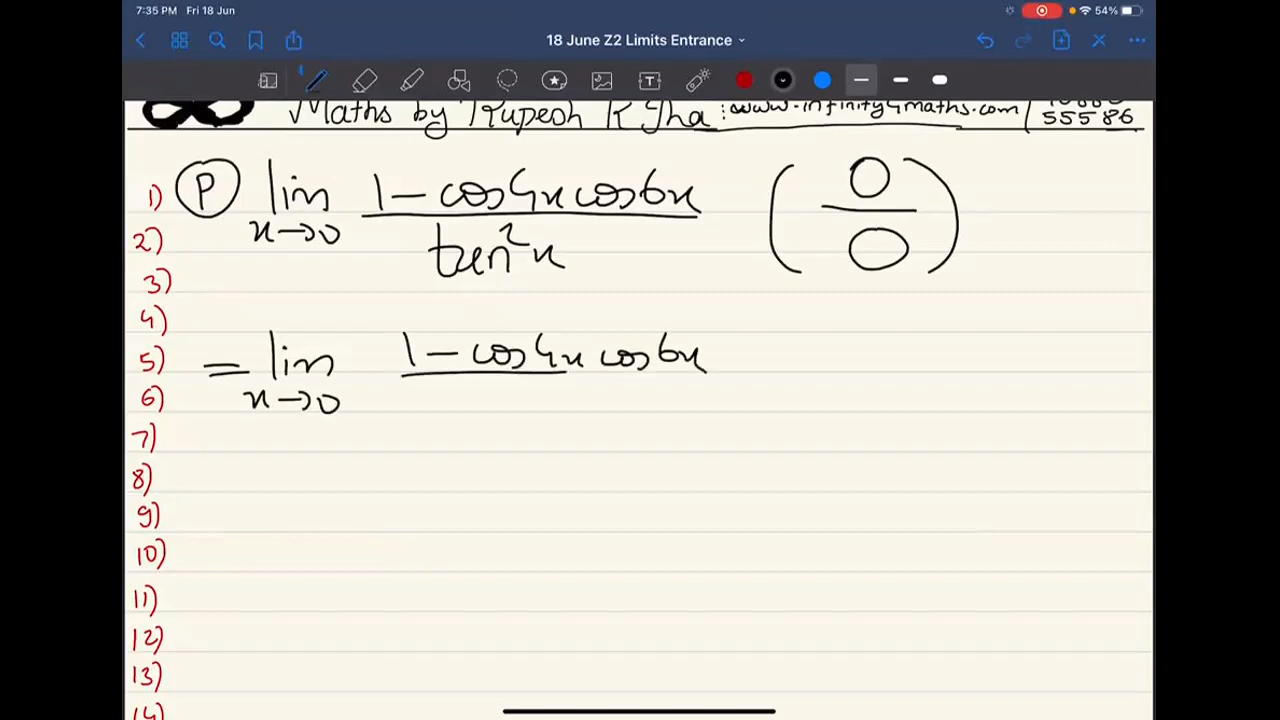 7:35 PM Fri 18 Jun 54%
18 June Z2 Limits Entrance
Maths by Rupesh K Jha : www.infinity4maths.com / 55586
1) P lim x→0 (1 - cos4x cos6x) / tan²x (0/0)
2)
3)
4)
5) = lim x→0 1 - cos4x cos6x
6)
7)
8)
9)
10)
11)
12)
13)
14)